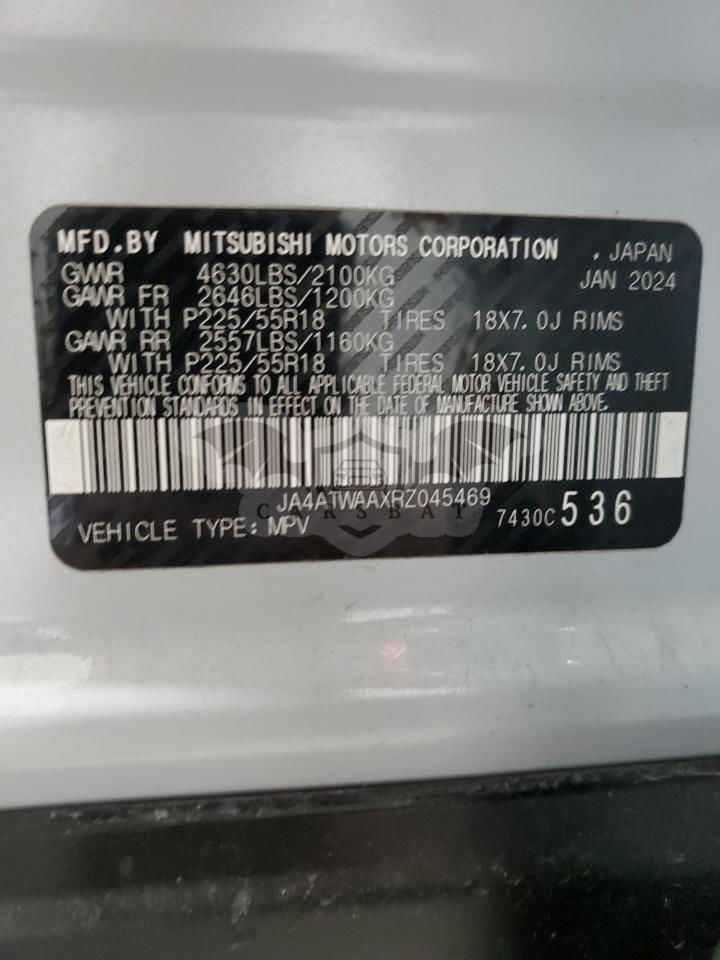 MFD.BY MITSUBISHI MOTORS CORPORATION , JAPAN
GVWR 4630LBS/2100KG JAN 2024
GAWR FR 2646LBS/1200KG
WITH P225/55R18 TIRES 18X7.0J RIMS
GAWR RR 2557LBS/1160KG
WITH P225/55R18 TIRES 18X7.0J RIMS
THIS VEHICLE CONFORMS TO ALL APPLICABLE FEDERAL MOTOR VEHICLE SAFETY AND THEFT
PREVENTION STANDARDS IN EFFECT ON THE DATE OF MANUFACTURE SHOWN ABOVE.
JA4ATWAAXRZ045469
CARSBAT
VEHICLE TYPE: MPV 7430C 536